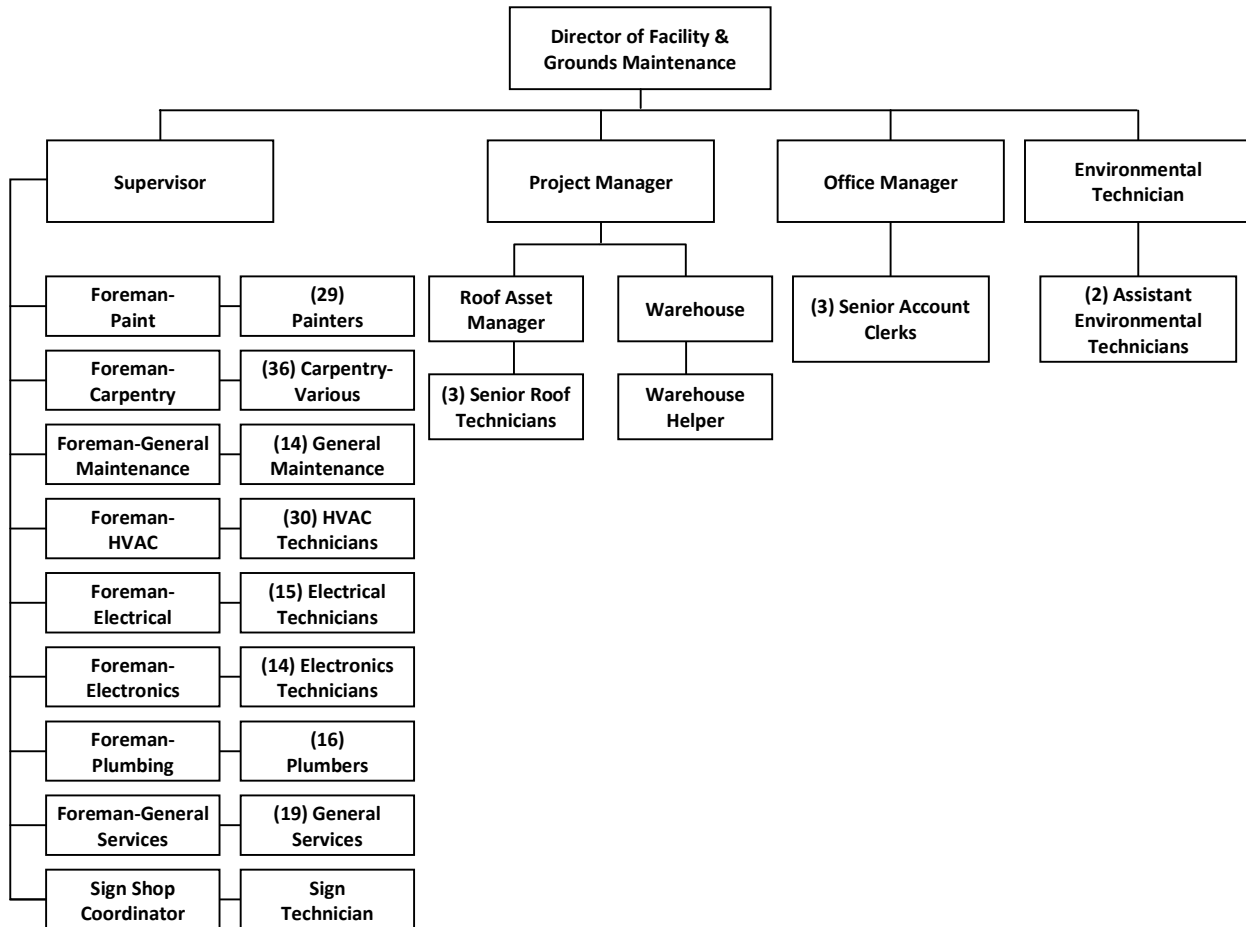 Director of Facility &
Grounds Maintenance
Supervisor
Project Manager
Office Manager
Environmental
Technician
Foreman-
Paint
(29)
Painters
Roof Asset
Manager
Warehouse
(3) Senior Account
Clerks
(2) Assistant
Environmental
Technicians
Foreman-
Carpentry
(36) Carpentry-
Various
(3) Senior Roof
Technicians
Warehouse
Helper
Foreman-General
Maintenance
(14) General
Maintenance
Foreman-
HVAC
(30) HVAC
Technicians
Foreman-
Electrical
(15) Electrical
Technicians
Foreman-
Electronics
(14) Electronics
Technicians
Foreman-
Plumbing
(16)
Plumbers
Foreman-General
Services
(19) General
Services
Sign Shop
Coordinator
Sign
Technician